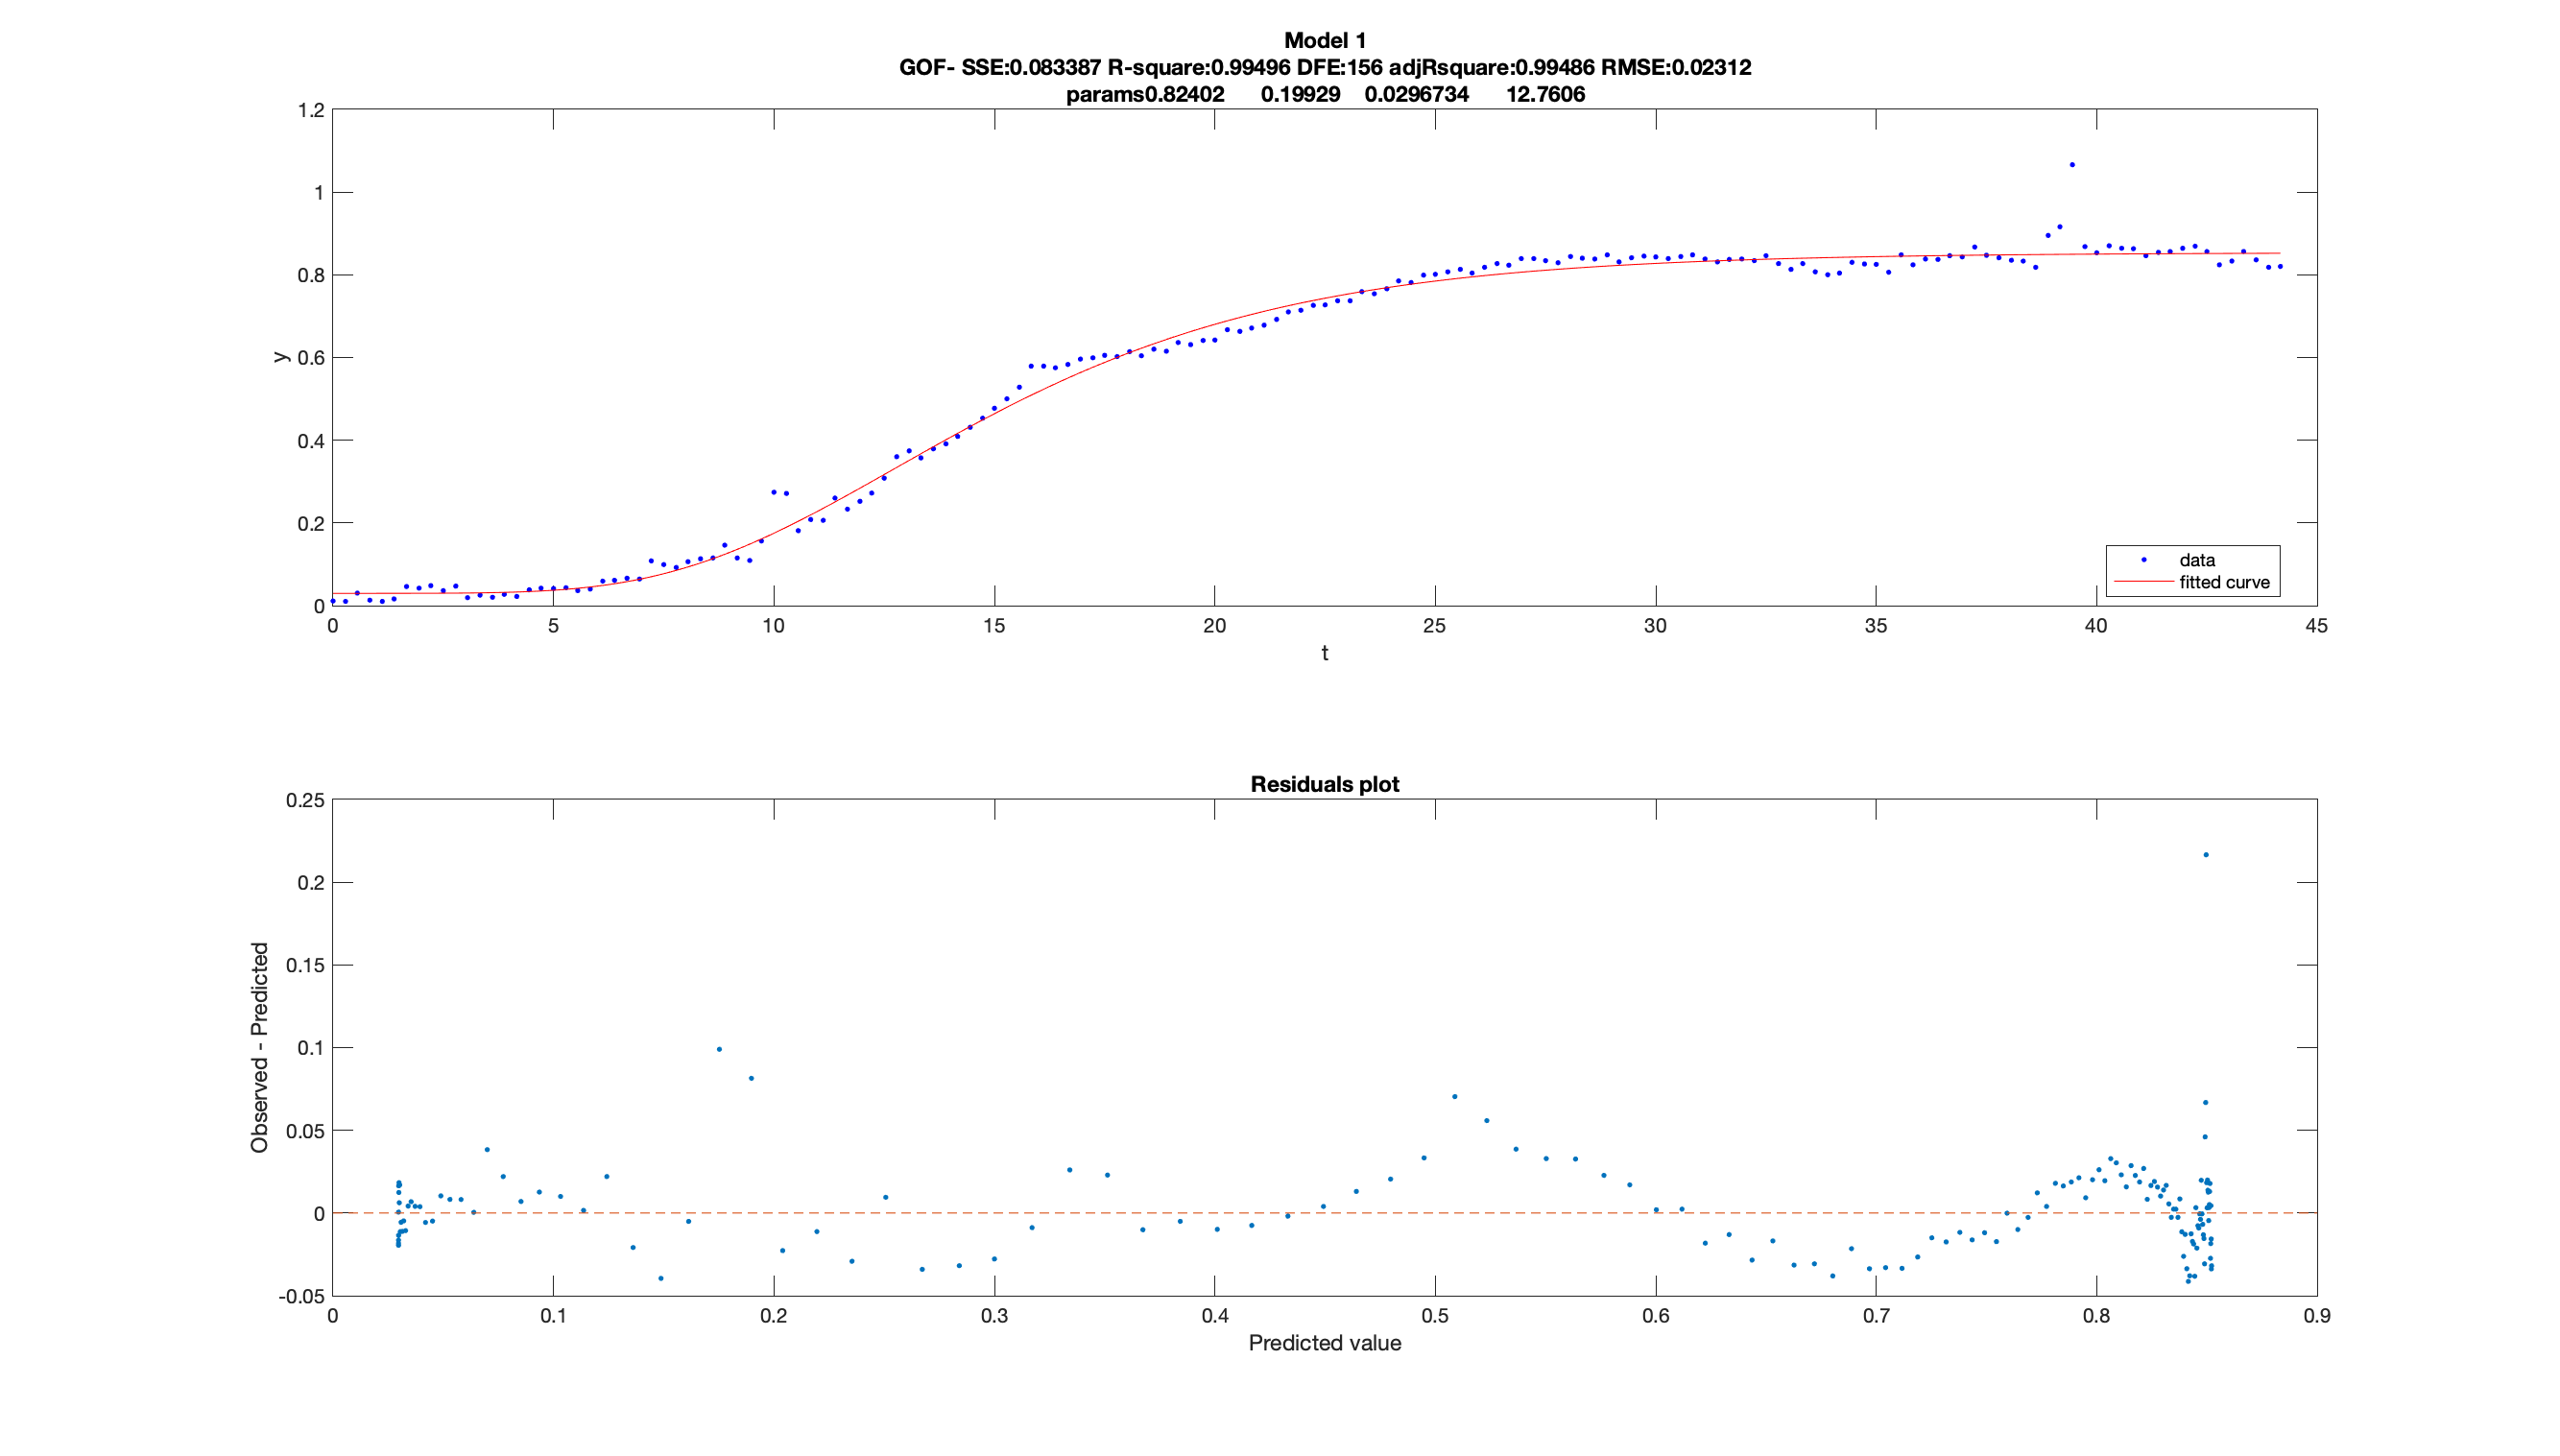 Model 1
GOF- SSE:0.083387 R-square:0.99496 DFE:156 adjRsquare:0.99486 RMSE:0.02312
params0.82402 0.19929 0.0296734 12.7606
1.2
1
0.8
0.6
0.4
0.2
0
y
0 5 10 15 20 25 30 35 40 45
t
data
fitted curve
Residuals plot
0.25
0.2
0.15
0.1
0.05
0
-0.05
Observed - Predicted
0 0.1 0.2 0.3 0.4 0.5 0.6 0.7 0.8 0.9
Predicted value